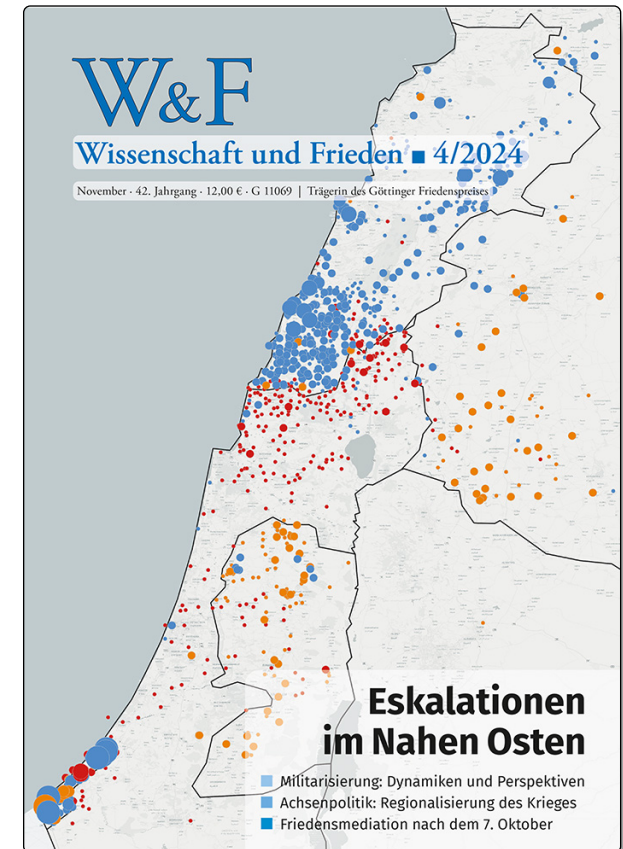 W&F
Wissenschaft und Frieden ■ 4/2024
November · 42. Jahrgang · 12,00 € · G 11069 | Trägerin des Göttinger Friedenspreises
Eskalationen
im Nahen Osten
Militarisierung: Dynamiken und Perspektiven
Achsenpolitik: Regionalisierung des Krieges
Friedensmediation nach dem 7. Oktober